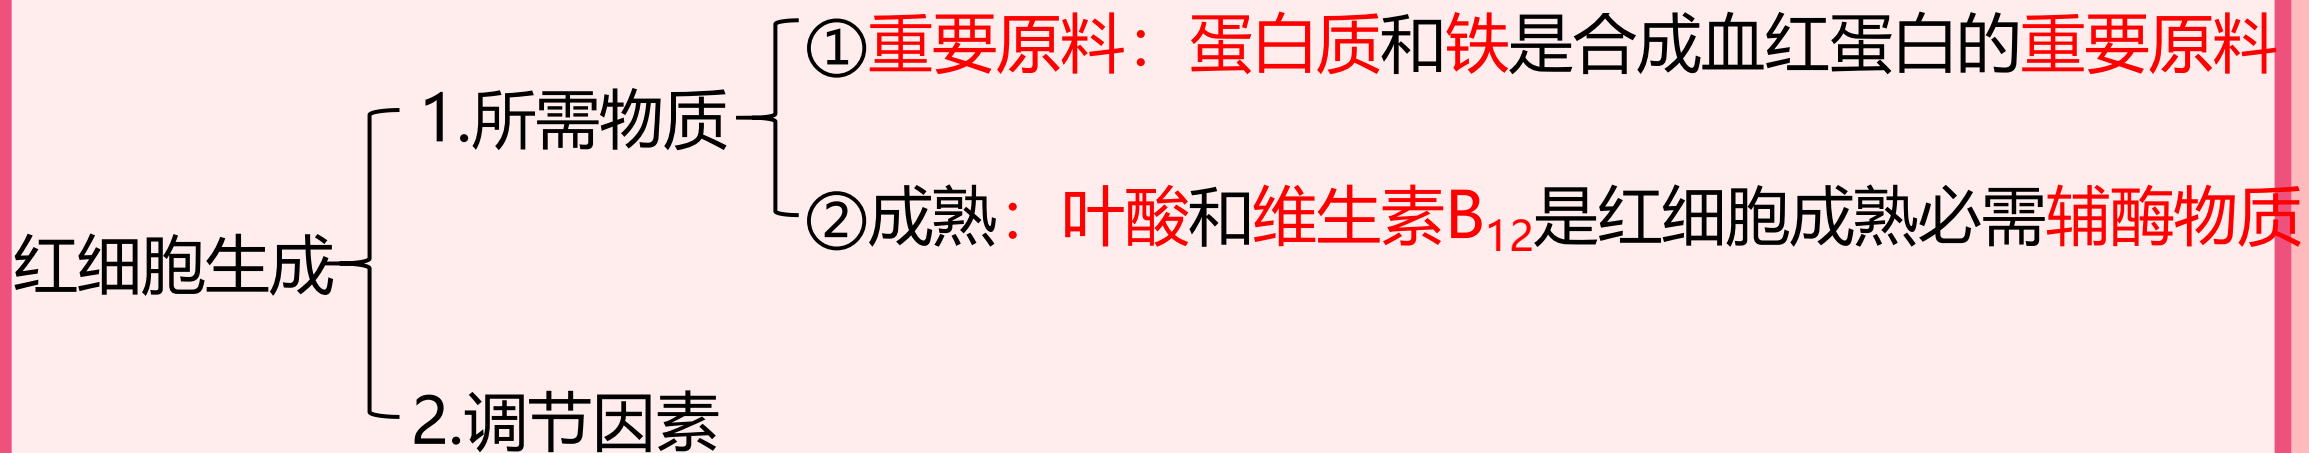 ①重要原料：蛋白质和铁是合成血红蛋白的重要原料
1.所需物质
②成熟：叶酸和维生素B₁₂是红细胞成熟必需辅酶物质
红细胞生成
2.调节因素